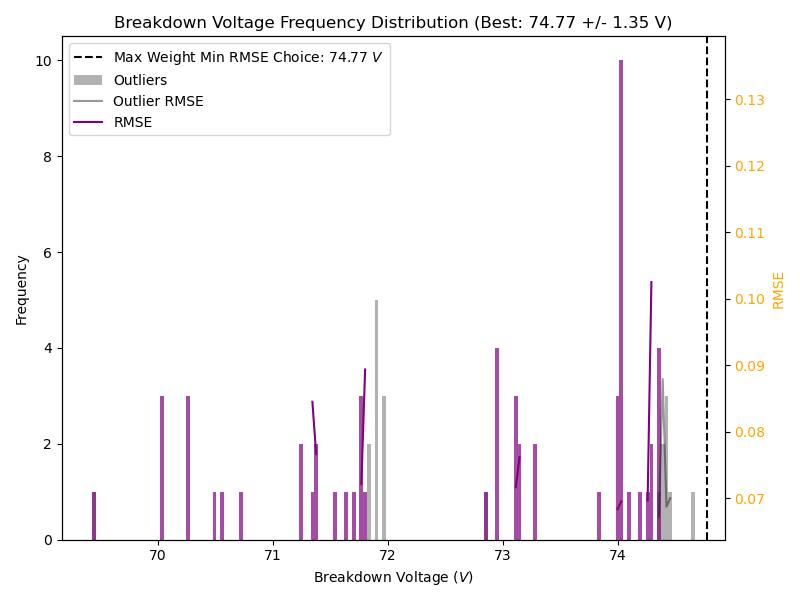 Breakdown Voltage Frequency Distribution (Best: 74.77 +/- 1.35 V)
Max Weight Min RMSE Choice: 74.77 V
Outliers
Outlier RMSE
RMSE
Frequency
10
8
6
4
2
0
0.13
0.12
0.11
0.10
0.09
0.08
0.07
RMSE
70 71 72 73 74
Breakdown Voltage (V)